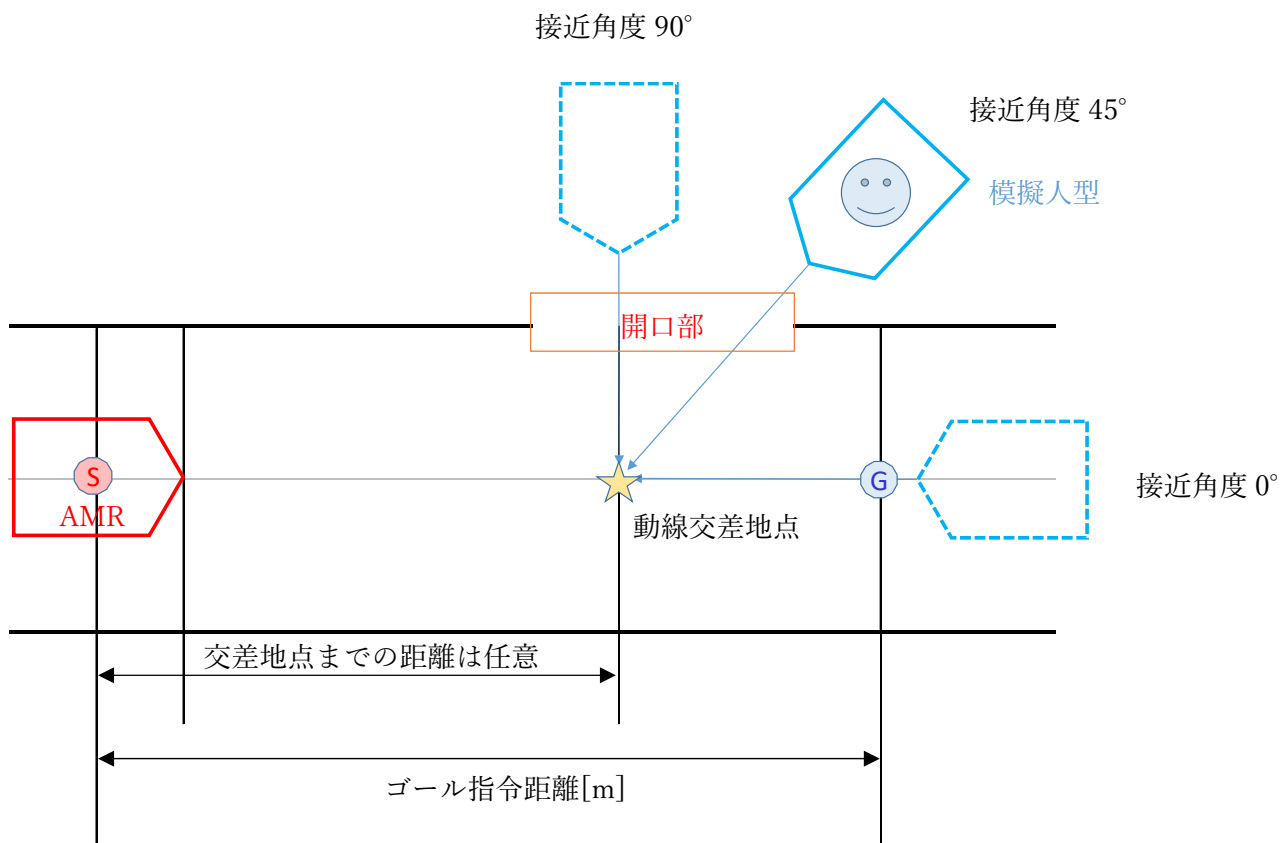 接近角度 90°
接近角度 45°
模擬人型
開口部
S
AMR
G
接近角度 0°
動線交差地点
交差地点までの距離は任意
ゴール指令距離[m]